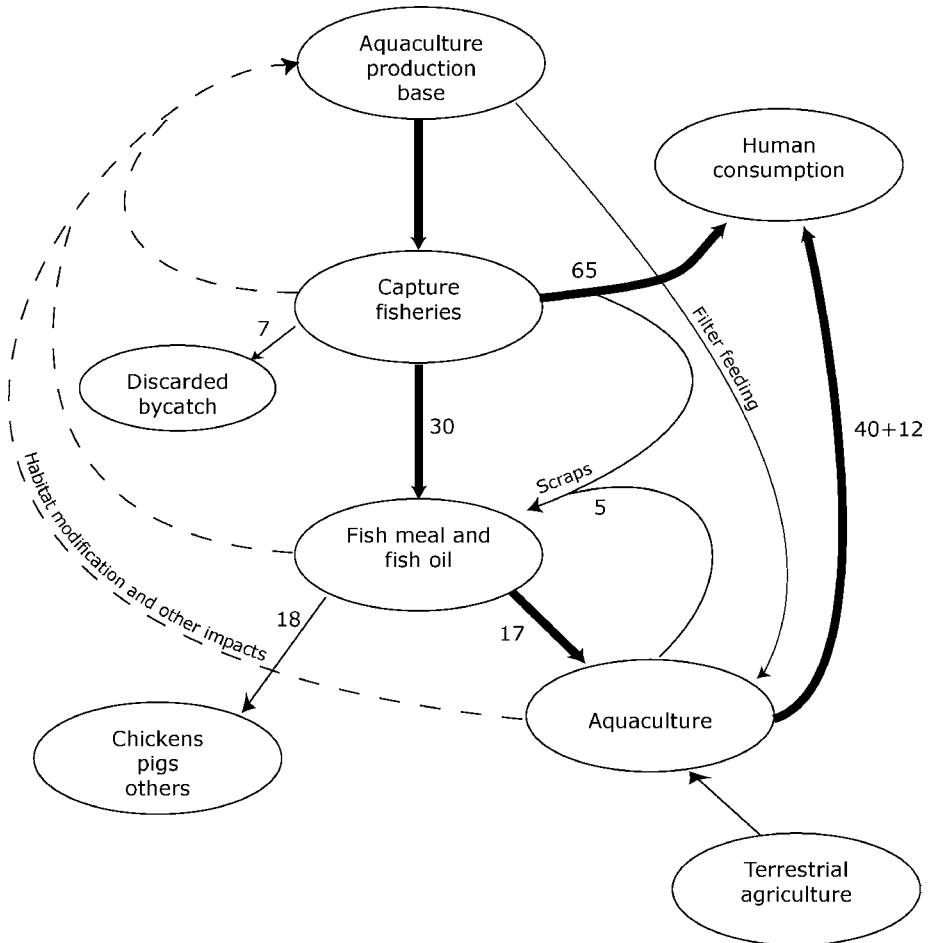 Aquaculture
production
base
Human
consumption
65
Capture
fisheries
Filter feeding
7
Discarded
bycatch
30
40+12
Scraps
5
Fish meal and
fish oil
Habitat modification and other impacts
18
17
Chickens
pigs
others
Aquaculture
Terrestrial
agriculture